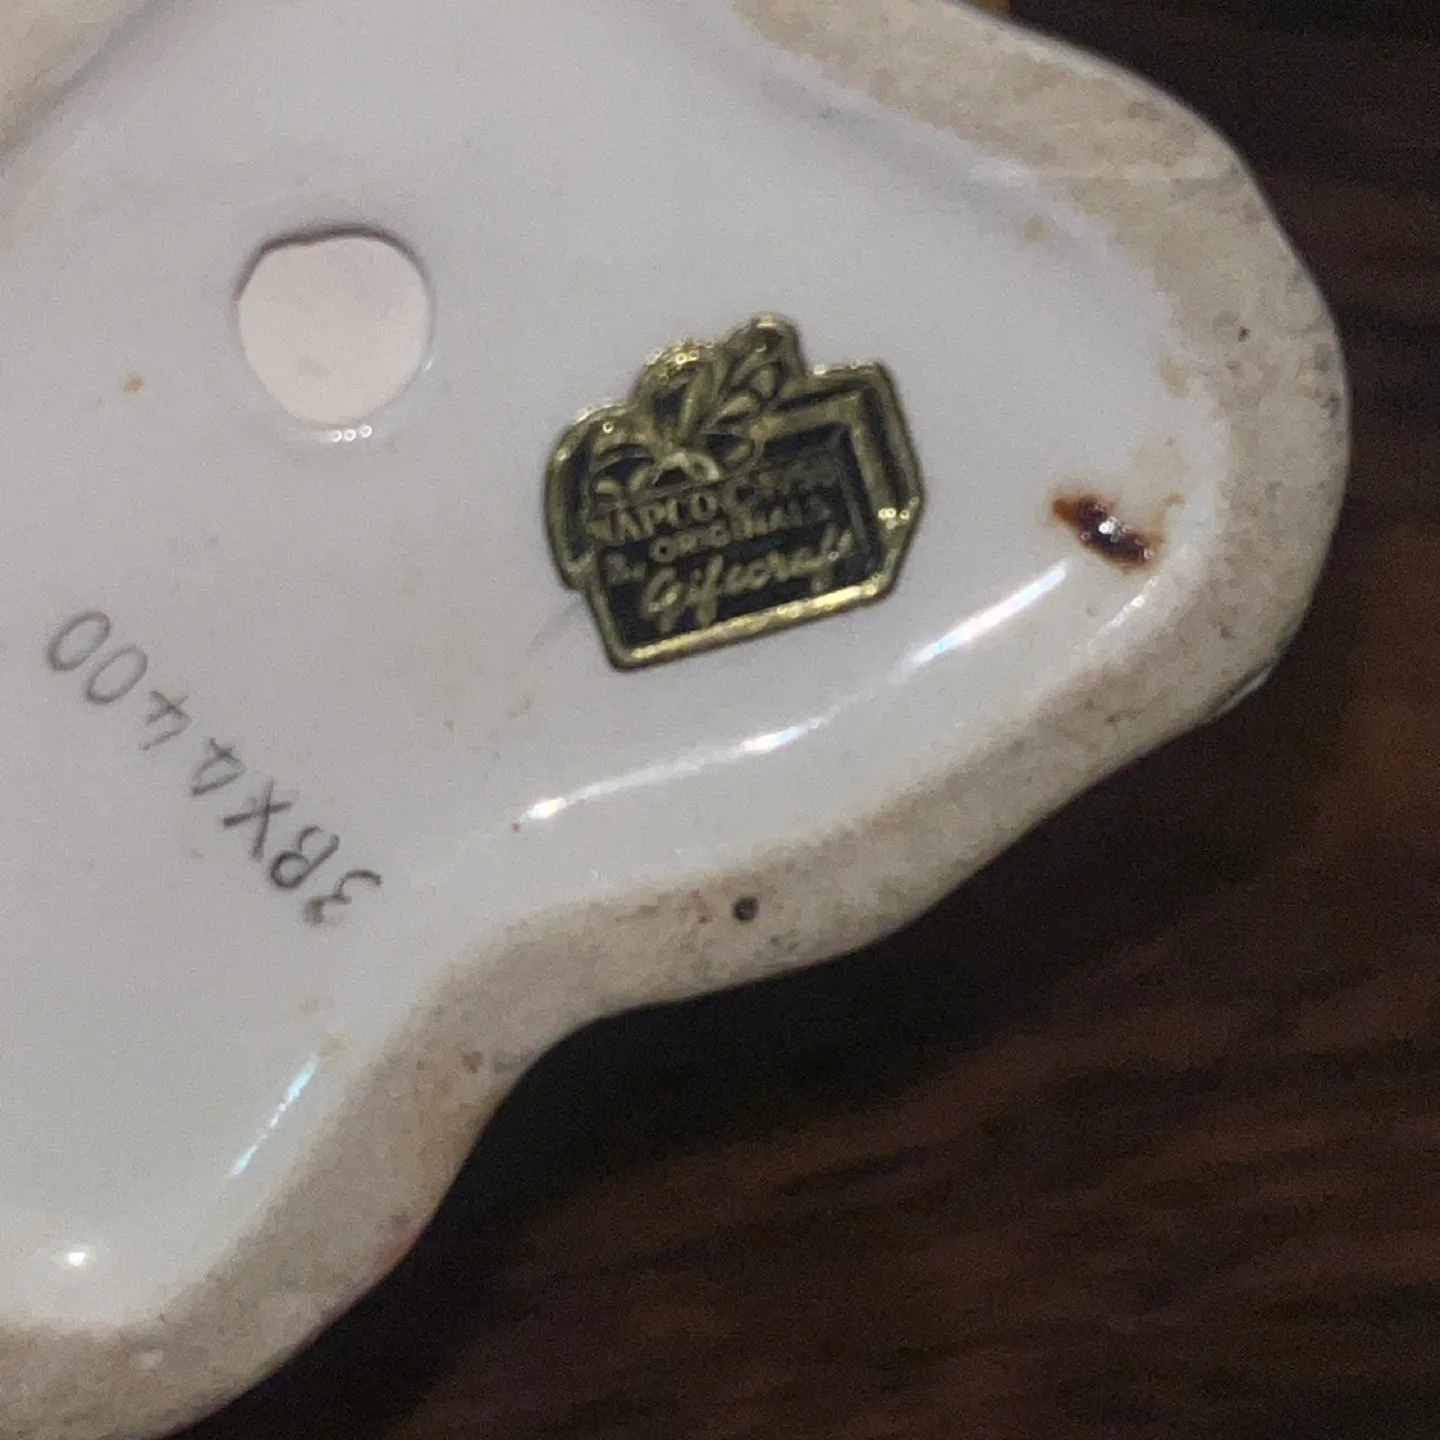 NAPCO
ORIGINALS
By Giftcraft
3BX4400